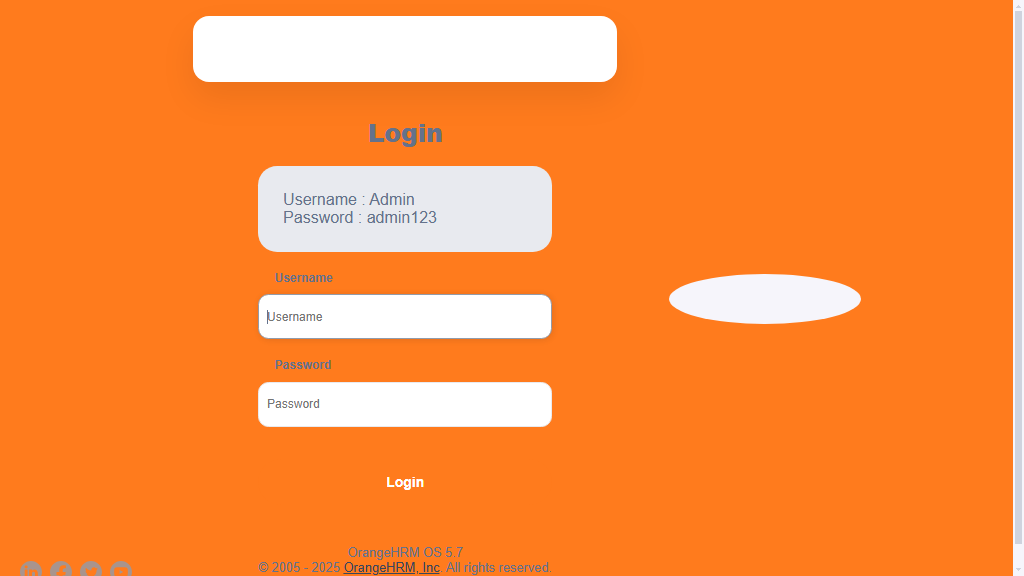 Login
Username : Admin
Password : admin123
Username
Username
Password
Password
Login
OrangeHRM OS 5.7
© 2005 - 2025 OrangeHRM, Inc. All rights reserved.